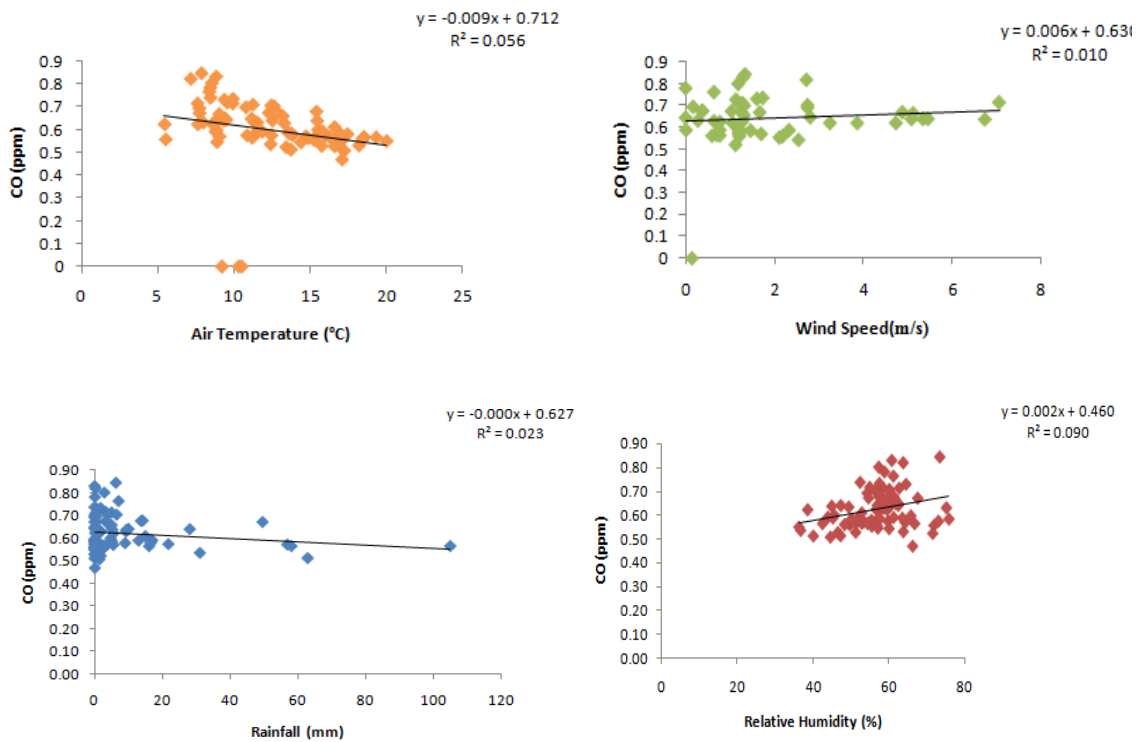 y = -0.009x + 0.712
R² = 0.056
0.9
0.8
0.7
0.6
0.5
0.4
0.3
0.2
0.1
0
CO (ppm)
0 5 10 15 20 25
Air Temperature (°C)
y = 0.006x + 0.630
R² = 0.010
0.9
0.8
0.7
0.6
0.5
0.4
0.3
0.2
0.1
0
CO (ppm)
0 2 4 6 8
Wind Speed(m/s)
y = -0.000x + 0.627
R² = 0.023
0.90
0.80
0.70
0.60
0.50
0.40
0.30
0.20
0.10
0.00
CO (ppm)
0 20 40 60 80 100 120
Rainfall (mm)
y = 0.002x + 0.460
R² = 0.090
0.90
0.80
0.70
0.60
0.50
0.40
0.30
0.20
0.10
0.00
CO (ppm)
0 20 40 60 80
Relative Humidity (%)